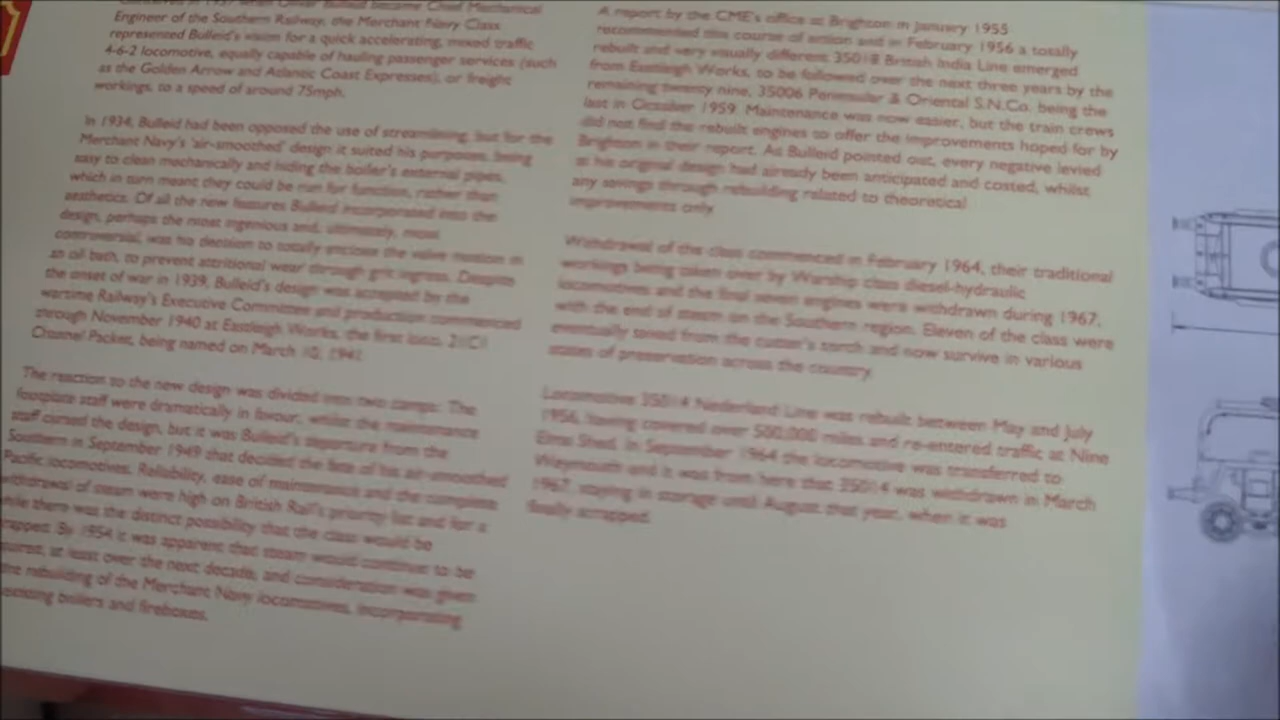 Engineer of the Southern Railway, the Merchant Navy Class
represented Bulleid's vision for a quick accelerating, mixed traffic
4-6-2 locomotive, equally capable of hauling passenger services (such
as the Golden Arrow and Atlantic Coast Expresses), or freight
workings, to a speed of around 75mph.
In 1934, Bulleid had been opposed the use of streamlining, but for the
Merchant Navy's 'air-smoothed' design it suited his purposes, being
easy to clean mechanically and hiding the boiler's external pipes,
which in turn meant they could be run for function, rather than
aesthetics. Of all the new features Bulleid incorporated into the
design, perhaps the most ingenious and, ultimately, most
controversial, was his decision to totally enclose the valve motion in
an oil bath, to prevent attritional wear through grit ingress. Despite
the onset of war in 1939, Bulleid's design was accepted by the
wartime Railway's Executive Committee and production commenced
through November 1940 at Eastleigh Works, the first loco, 21C1
Channel Packet, being named on March 10, 1941.
The reaction to the new design was divided into two camps: The
footplate staff were dramatically in favour, whilst the maintenance
staff cursed the design, but it was Bulleid's departure from the
Southern in September 1949 that decided the fate of his air-smoothed
Pacific locomotives. Reliability, ease of maintenance and the complete
withdrawal of steam were high on British Rail's priority list and for a
while there was the distinct possibility that the class would be
scrapped. By 1954 it was apparent that steam would continue to be
at least over the next decade, and consideration was given
the rebuilding of the Merchant Navy locomotives, incorporating
existing boilers and fireboxes.
A report by the CME's office at Brighton in January 1955
recommended this course of action and in February 1956 a totally
rebuilt and very visually different 35018 British India Line emerged
from Eastleigh Works, to be followed over the next three years by the
remaining twenty nine, 35006 Peninsular & Oriental S.N.Co. being the
last in October 1959. Maintenance was now easier, but the train crews
did not find the rebuilt engines to offer the improvements hoped for by
Brighton in their report. As Bulleid pointed out, every negative levied
at his original design had already been anticipated and costed, whilst
any savings through rebuilding related to theoretical
improvements only.
Withdrawal of the class commenced in February 1964, their traditional
workings being taken over by Warship class diesel-hydraulic
locomotives and the final seven engines were withdrawn during 1967,
with the end of steam on the Southern region. Eleven of the class were
eventually saved from the cutter's torch and now survive in various
states of preservation across the country.
Locomotive 35014 Nederland Line was rebuilt between May and July
1956, having covered over 500,000 miles and re-entered traffic at Nine
Elms Shed. In September 1964 the locomotive was transferred to
Weymouth and it was from here that 35014 was withdrawn in March
1967, staying in storage until August that year, when it was
finally scrapped.